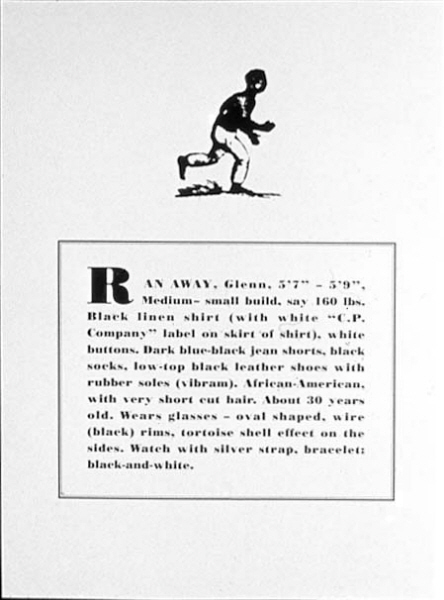 RAN AWAY, Glenn, 5'7" – 5'9",
Medium– small build, say 160 lbs.
Black linen shirt (with white "C.P.
Company" label on skirt of shirt), white
buttons. Dark blue-black jean shorts, black
socks, low-top black leather shoes with
rubber soles (vibram). African-American,
with very short cut hair. About 30 years
old. Wears glasses – oval shaped, wire
(black) rims, tortoise shell effect on the
sides. Watch with silver strap, bracelet:
black-and-white.